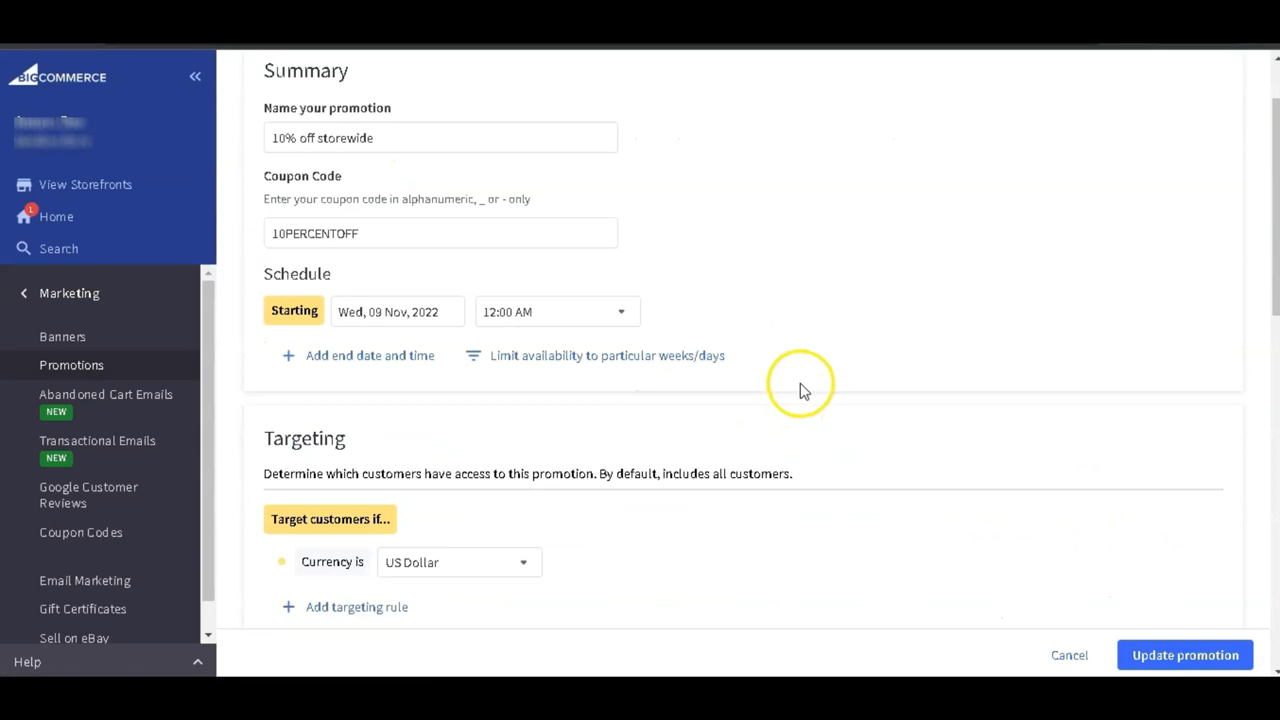 BIGCOMMERCE
View Storefronts
1
Home
Search
Marketing
Banners
Promotions
Abandoned Cart Emails
NEW
Transactional Emails
NEW
Google Customer
Reviews
Coupon Codes
Email Marketing
Gift Certificates
Sell on eBay
Help
Summary
Name your promotion
10% off storewide
Coupon Code
Enter your coupon code in alphanumeric, _ or - only
10PERCENTOFF
Schedule
Starting Wed, 09 Nov, 2022 12:00 AM
Add end date and time Limit availability to particular weeks/days
Targeting
Determine which customers have access to this promotion. By default, includes all customers.
Target customers if...
Currency is US Dollar
Add targeting rule
Cancel Update promotion